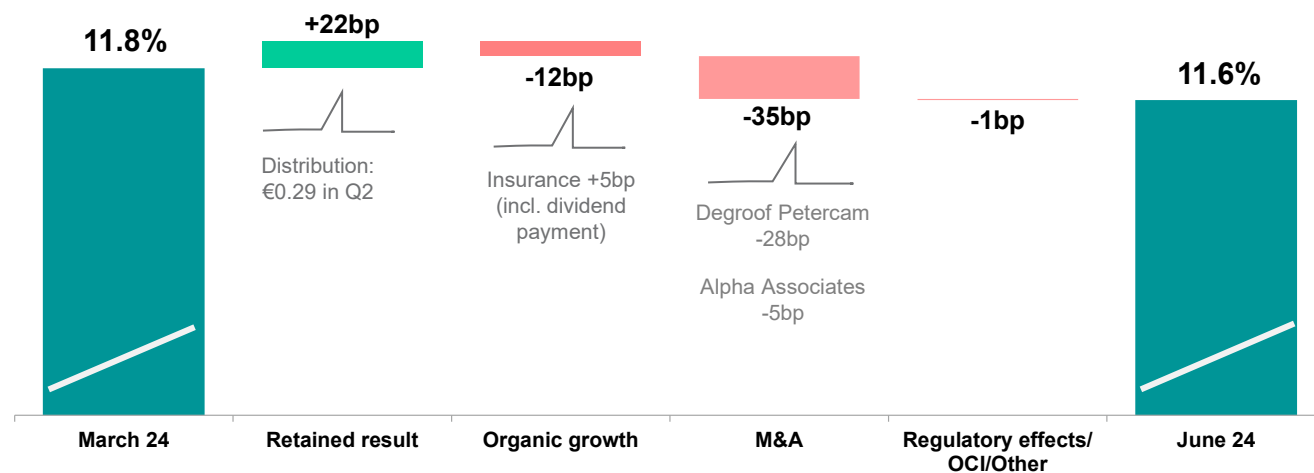 11.8%
+22bp
-12bp
-35bp
-1bp
11.6%
Distribution:
€0.29 in Q2
Insurance +5bp
(incl. dividend
payment)
Degroof Petercam
-28bp
Alpha Associates
-5bp
March 24
Retained result
Organic growth
M&A
Regulatory effects/
OCI/Other
June 24